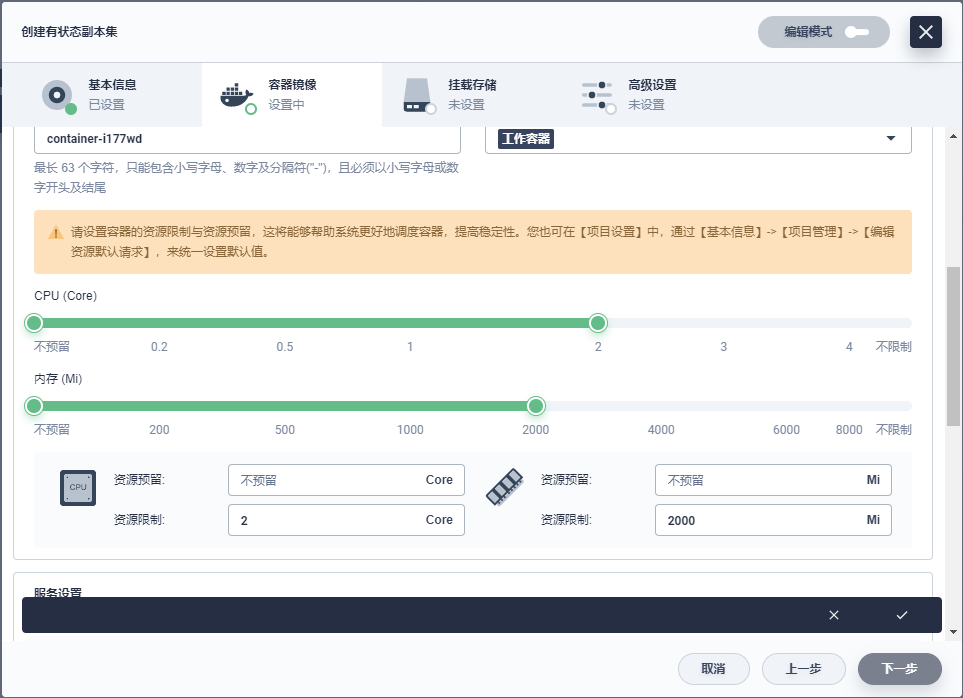 创建有状态副本集
编辑模式
基本信息
已设置
容器镜像
设置中
挂载存储
未设置
高级设置
未设置
container-i177wd
工作容器
最长 63 个字符，只能包含小写字母、数字及分隔符("-")，且必须以小写字母或数
字开头及结尾
请设置容器的资源限制与资源预留，这将能够帮助系统更好地调度容器，提高稳定性。您也可在【项目设置】中，通过【基本信息】->【项目管理】->【编辑
资源默认请求】，来统一设置默认值。
CPU (Core)
不预留 0.2 0.5 1 2 3 4 不限制
内存 (Mi)
不预留 200 500 1000 2000 4000 6000 8000 不限制
CPU
资源预留: 不预留 Core
资源限制: 2 Core
资源预留: 不预留 Mi
资源限制: 2000 Mi
服务设置
取消
上一步
下一步